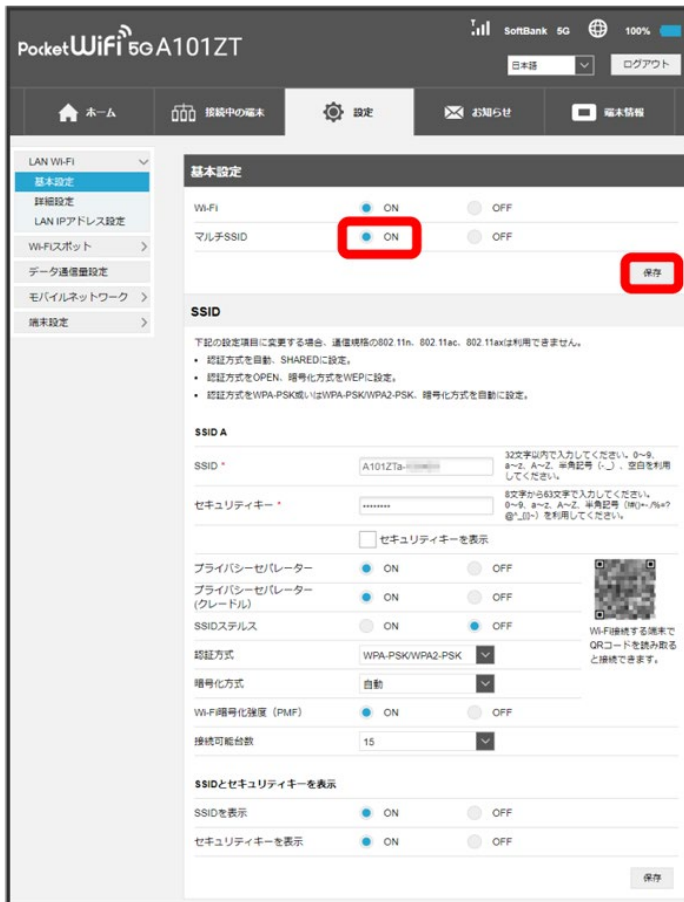 Pocket WiFi 5G A101ZT
SoftBank 5G 100%
日本語 ログアウト
ホーム 接続中の端末 設定 お知らせ 端末情報
LAN Wi-Fi
基本設定
詳細設定
LAN IPアドレス設定
Wi-Fiスポット
データ通信量設定
モバイルネットワーク
端末設定
基本設定
Wi-Fi ON OFF
マルチSSID ON OFF
保存
SSID
下記の設定項目に変更する場合、通信規格の802.11n、802.11ac、802.11axは利用できません。
• 認証方式を自動、SHAREDに設定。
• 認証方式をOPEN、暗号化方式をWEPに設定。
• 認証方式をWPA-PSK或いはWPA-PSK/WPA2-PSK、暗号化方式を自動に設定。
SSID A
SSID * A101ZTa-
32文字以内で入力してください。0～9、
a～z、A～Z、半角記号（-._）、空白を利用
してください。
セキュリティキー * ••••••••
8文字から63文字で入力してください。
0～9、a～z、A～Z、半角記号
を利用してください。
セキュリティキーを表示
プライバシーセパレーター ON OFF
プライバシーセパレーター
(クレードル) ON OFF
SSIDステルス ON OFF
Wi-Fi接続する端末で
QRコードを読み取る
と接続できます。
認証方式 WPA-PSK/WPA2-PSK
暗号化方式 自動
Wi-Fi暗号化強度（PMF） ON OFF
接続可能台数 15
SSIDとセキュリティキーを表示
SSIDを表示 ON OFF
セキュリティキーを表示 ON OFF
保存